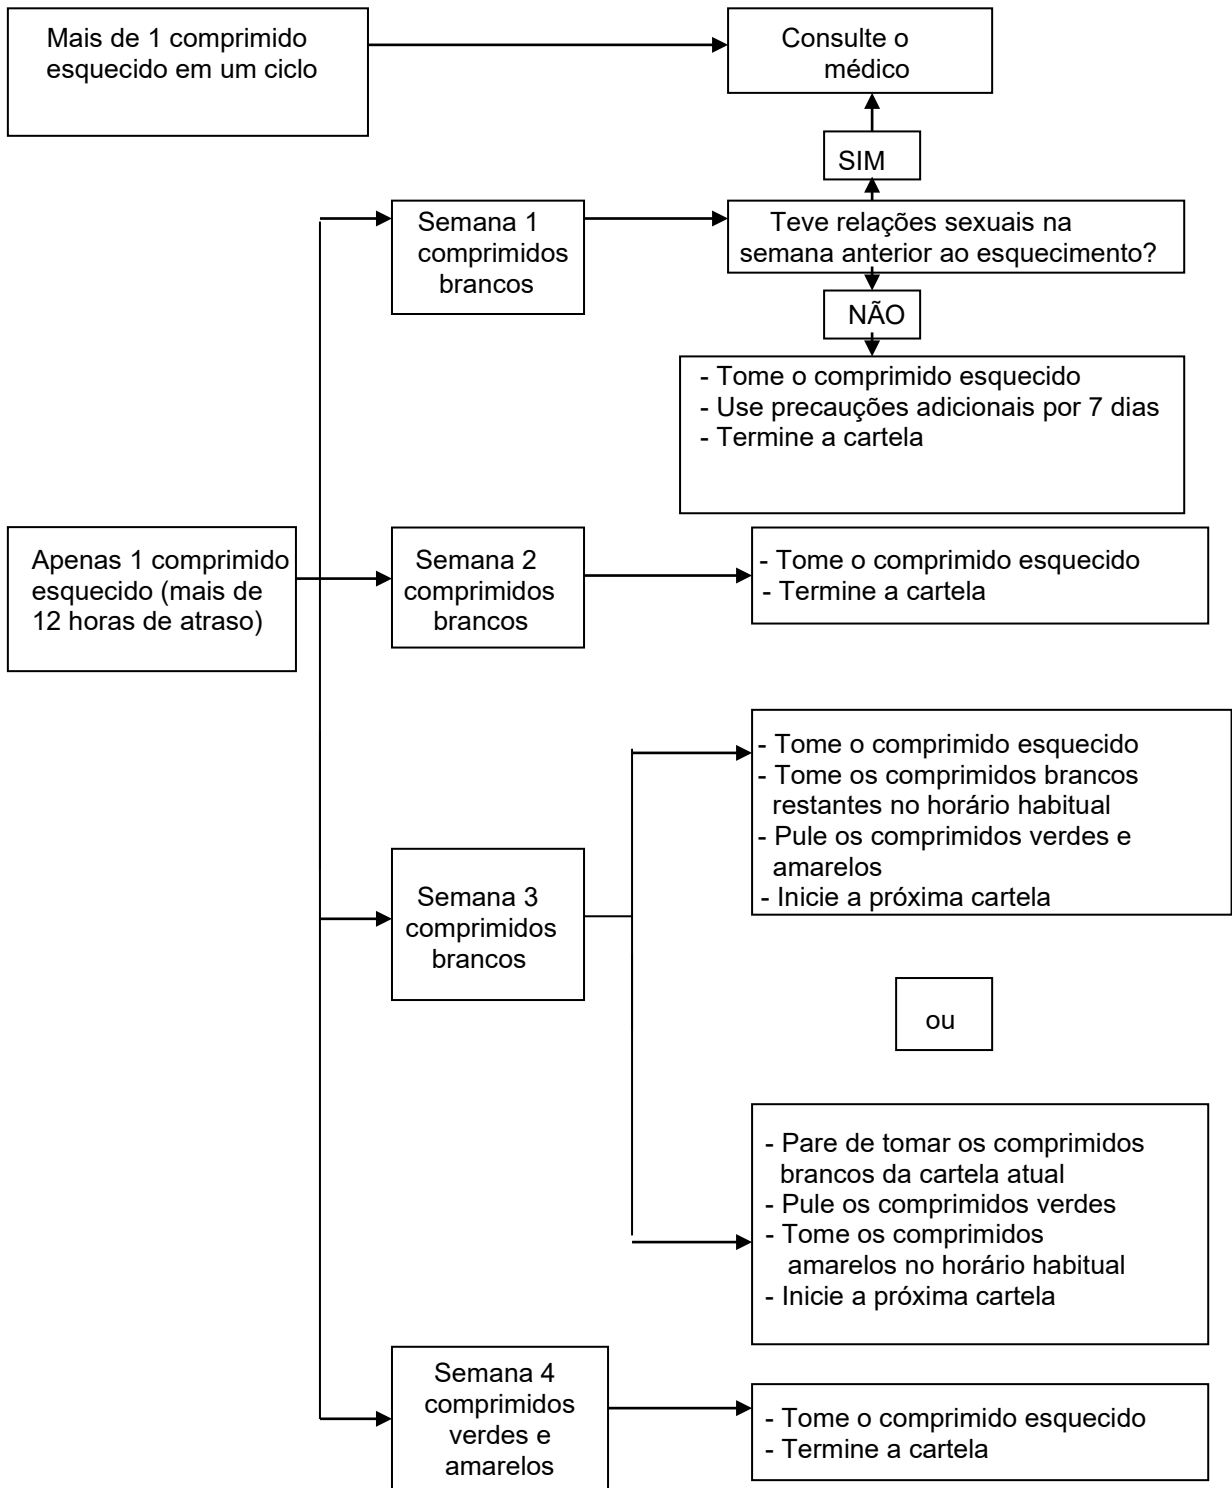 Mais de 1 comprimido
esquecido em um ciclo
Consulte o
médico
SIM
Semana 1
comprimidos
brancos
Teve relações sexuais na
semana anterior ao esquecimento?
NÃO
- Tome o comprimido esquecido
- Use precauções adicionais por 7 dias
- Termine a cartela
Apenas 1 comprimido
esquecido (mais de
12 horas de atraso)
Semana 2
comprimidos
brancos
- Tome o comprimido esquecido
- Termine a cartela
Semana 3
comprimidos
brancos
- Tome o comprimido esquecido
- Tome os comprimidos brancos
restantes no horário habitual
- Pule os comprimidos verdes e
amarelos
- Inicie a próxima cartela
ou
- Pare de tomar os comprimidos
brancos da cartela atual
- Pule os comprimidos verdes
- Tome os comprimidos
amarelos no horário habitual
- Inicie a próxima cartela
Semana 4
comprimidos
verdes e
amarelos
- Tome o comprimido esquecido
- Termine a cartela